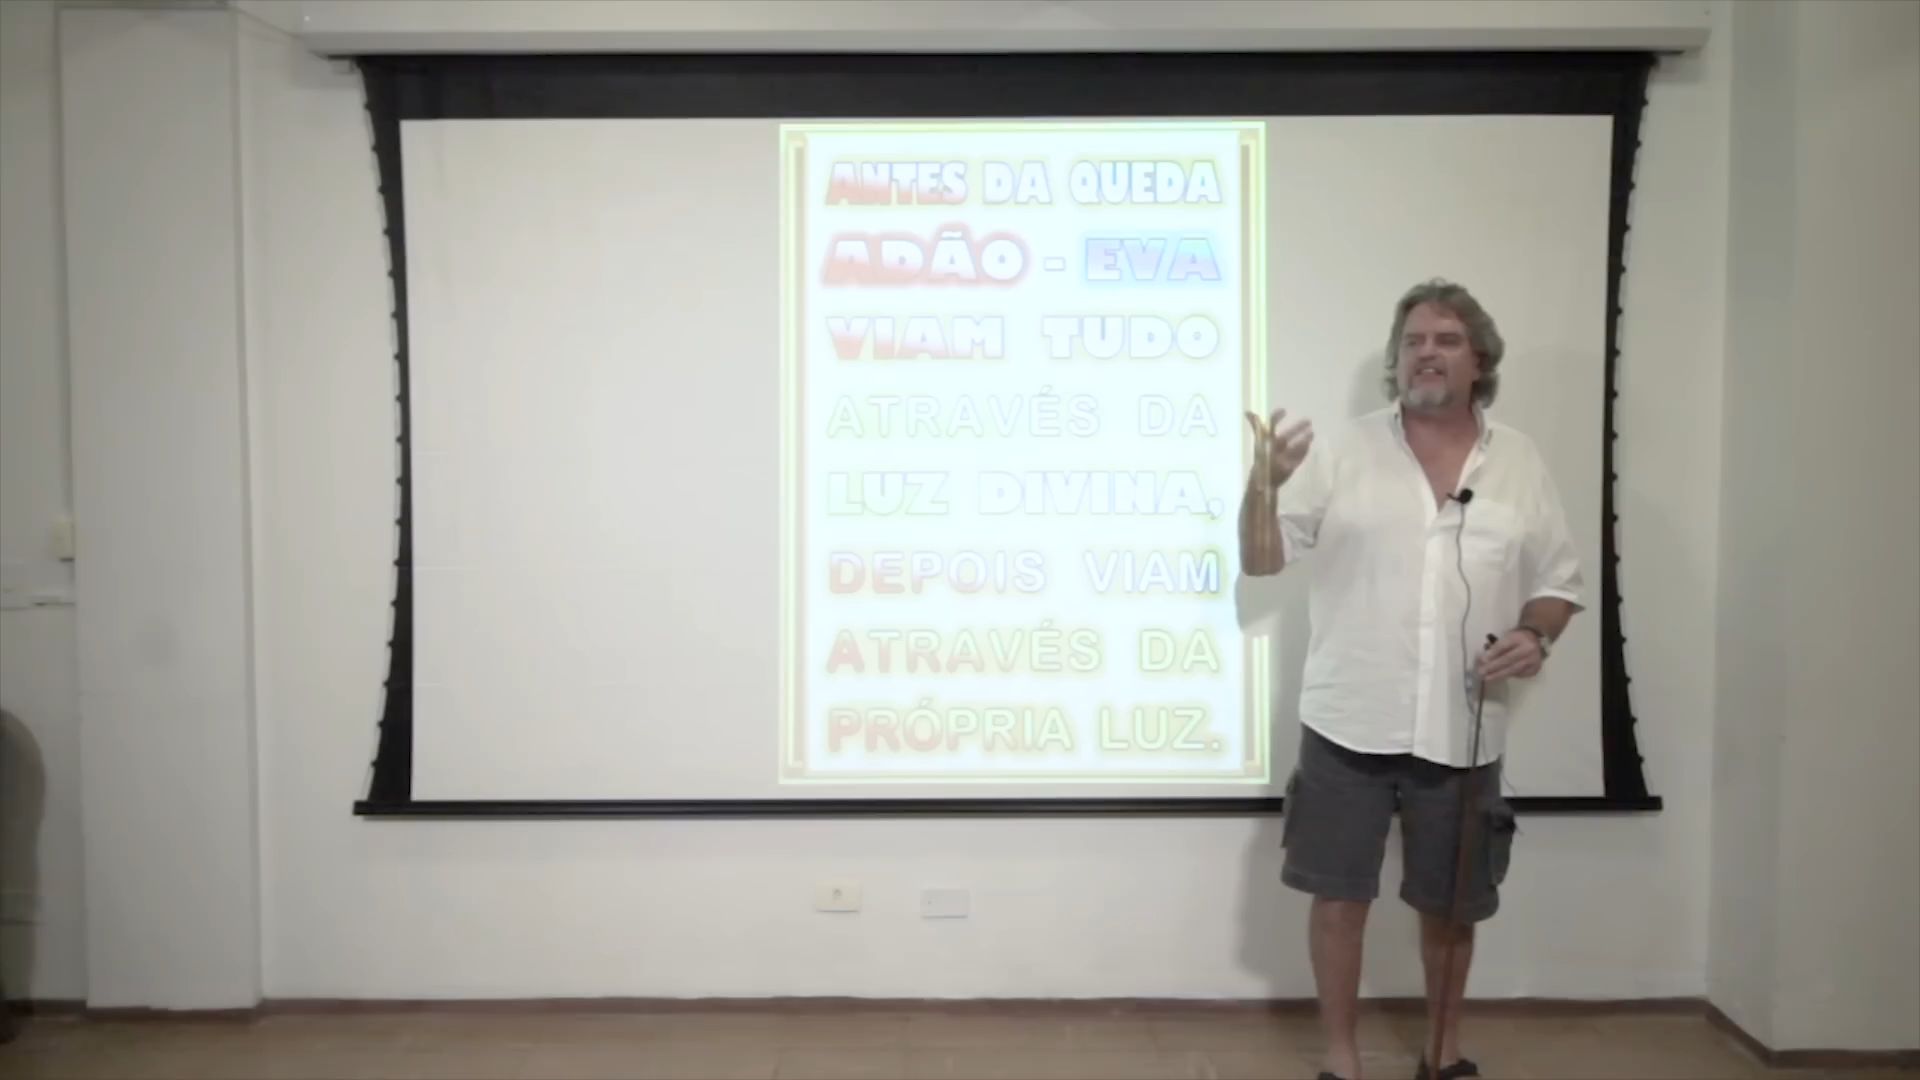 ANTES DA QUEDA
ADÃO - EVA
VIAM TUDO
ATRAVÉS DA
LUZ DIVINA,
DEPOIS VIAM
ATRAVÉS DA
PRÓPRIA LUZ.